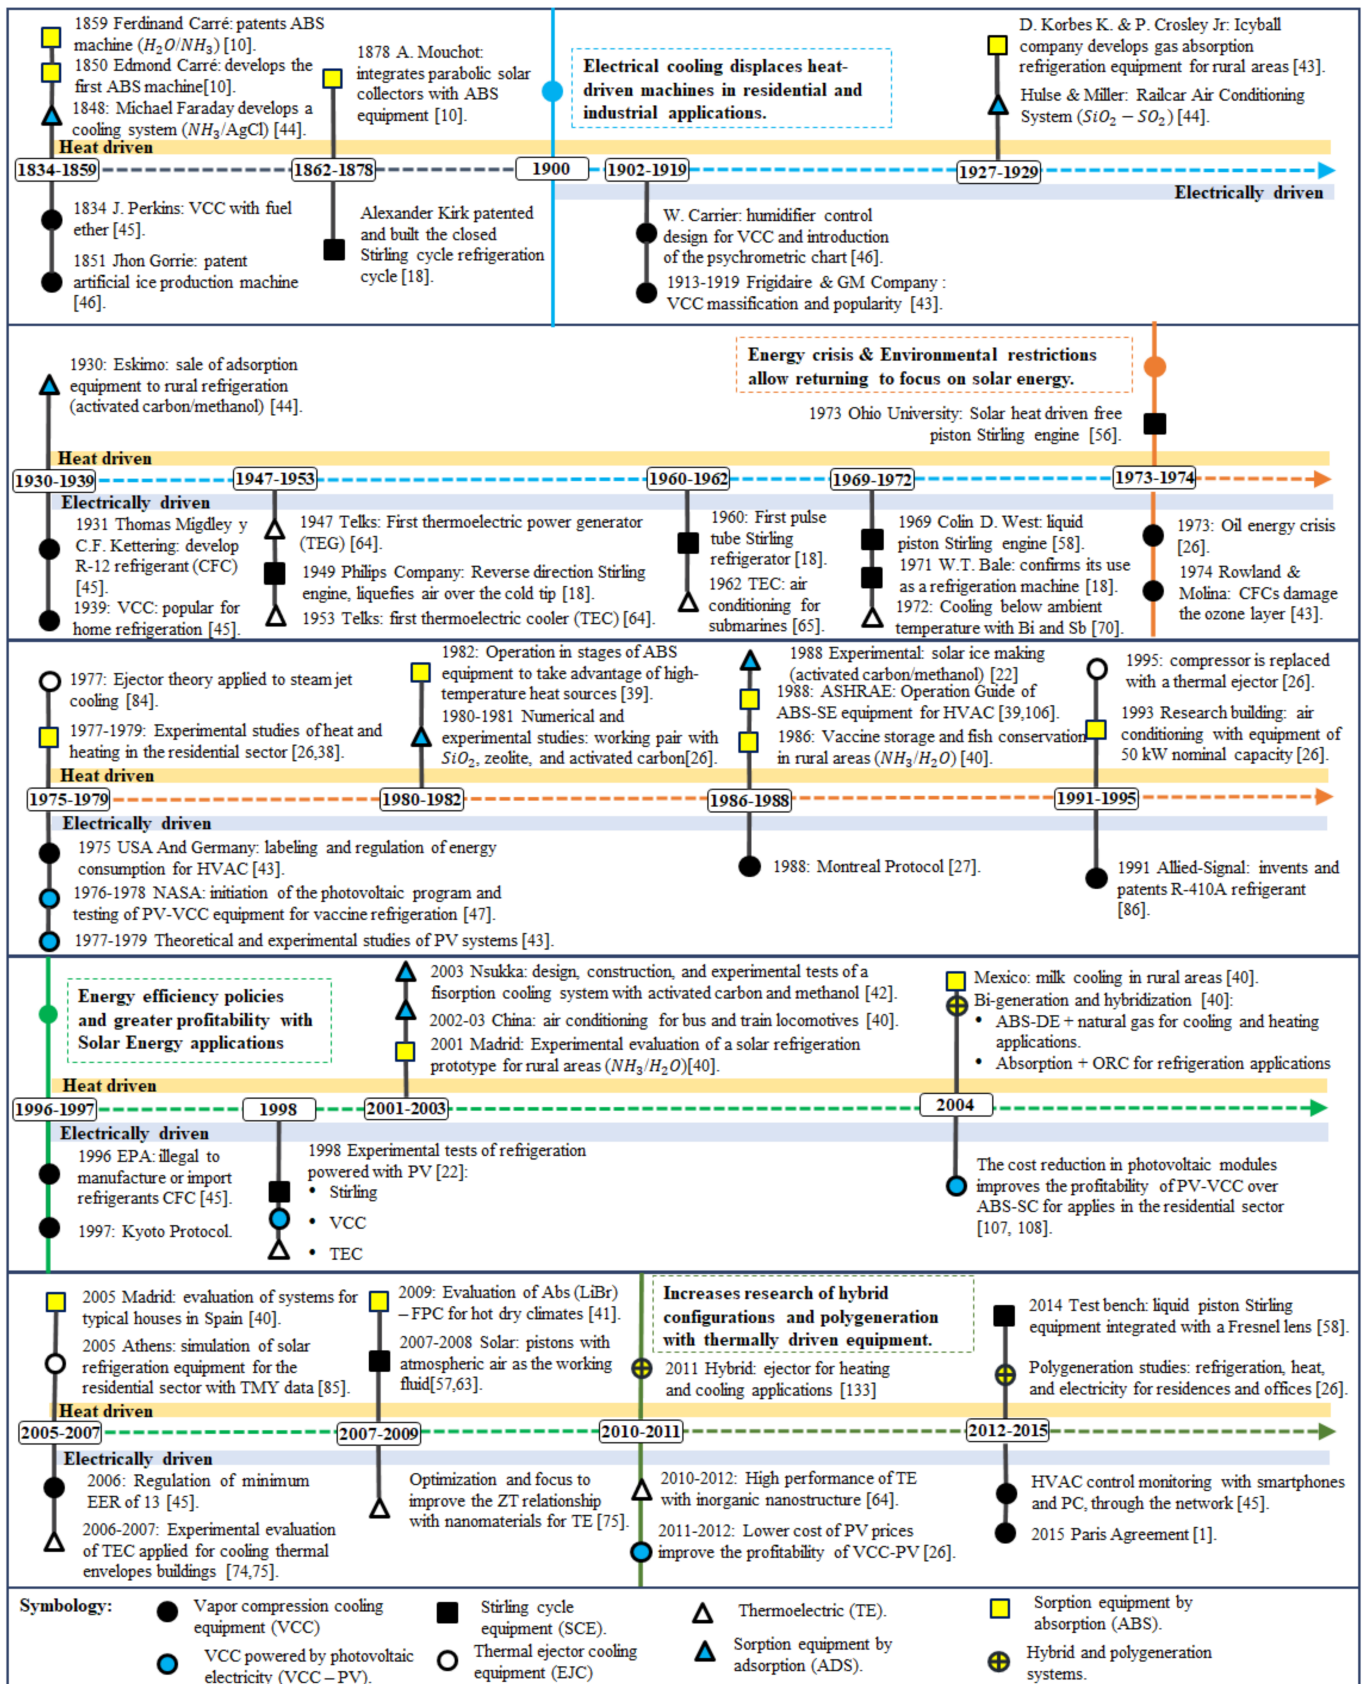 1859 Ferdinand Carré: patents ABS
machine (H₂O/NH₃) [10].
1850 Edmond Carré: develops the
first ABS machine[10].
1848: Michael Faraday develops a
cooling system (NH₃/AgCl) [44].
1878 A. Mouchot:
integrates parabolic solar
collectors with ABS
equipment [10].
Electrical cooling displaces heat-
driven machines in residential and
industrial applications.
D. Korbes K. & P. Crosley Jr: Icyball
company develops gas absorption
refrigeration equipment for rural areas [43].
Hulse & Miller: Railcar Air Conditioning
System (SiO₂ − SO₂) [44].
Heat driven
1834-1859
1862-1878
1900
1902-1919
1927-1929
Electrically driven
1834 J. Perkins: VCC with fuel
ether [45].
1851 Jhon Gorrie: patent
artificial ice production machine
[46].
Alexander Kirk patented
and built the closed
Stirling cycle refrigeration
cycle [18].
W. Carrier: humidifier control
design for VCC and introduction
of the psychrometric chart [46].
1913-1919 Frigidaire & GM Company :
VCC massification and popularity [43].
1930: Eskimo: sale of adsorption
equipment to rural refrigeration
(activated carbon/methanol) [44].
Energy crisis & Environmental restrictions
allow returning to focus on solar energy.
1973 Ohio University: Solar heat driven free
piston Stirling engine [56].
Heat driven
1930-1939
1947-1953
1960-1962
1969-1972
1973-1974
Electrically driven
1931 Thomas Migdley y
C.F. Kettering: develop
R-12 refrigerant (CFC)
[45].
1939: VCC: popular for
home refrigeration [45].
1947 Telks: First thermoelectric power generator
(TEG) [64].
1949 Philips Company: Reverse direction Stirling
engine, liquefies air over the cold tip [18].
1953 Telks: first thermoelectric cooler (TEC) [64].
1960: First pulse
tube Stirling
refrigerator [18].
1962 TEC: air
conditioning for
submarines [65].
1969 Colin D. West: liquid
piston Stirling engine [58].
1971 W.T. Bale: confirms its use
as a refrigeration machine [18].
1972: Cooling below ambient
temperature with Bi and Sb [70].
1973: Oil energy crisis
[26].
1974 Rowland &
Molina: CFCs damage
the ozone layer [43].
1977: Ejector theory applied to steam jet
cooling [84].
1977-1979: Experimental studies of heat and
heating in the residential sector [26,38].
1982: Operation in stages of ABS
equipment to take advantage of high-
temperature heat sources [39].
1980-1981 Numerical and
experimental studies: working pair with
SiO₂, zeolite, and activated carbon[26].
1988 Experimental: solar ice making
(activated carbon/methanol) [22]
1988: ASHRAE: Operation Guide of
ABS-SE equipment for HVAC [39,106].
1986: Vaccine storage and fish conservation
in rural areas (NH₃/H₂O) [40].
1995: compressor is replaced
with a thermal ejector [26].
1993 Research building: air
conditioning with equipment of
50 kW nominal capacity [26].
Heat driven
1975-1979
1980-1982
1986-1988
1991-1995
Electrically driven
1975 USA And Germany: labeling and regulation of energy
consumption for HVAC [43].
1976-1978 NASA: initiation of the photovoltaic program and
testing of PV-VCC equipment for vaccine refrigeration [47].
1977-1979 Theoretical and experimental studies of PV systems [43].
1988: Montreal Protocol [27].
1991 Allied-Signal: invents and
patents R-410A refrigerant
[86].
Energy efficiency policies
and greater profitability with
Solar Energy applications
2003 Nsukka: design, construction, and experimental tests of a
fisorption cooling system with activated carbon and methanol [42].
2002-03 China: air conditioning for bus and train locomotives [40].
2001 Madrid: Experimental evaluation of a solar refrigeration
prototype for rural areas (NH₃/H₂O)[40].
Mexico: milk cooling in rural areas [40].
Bi-generation and hybridization [40]:
• ABS-DE + natural gas for cooling and heating
applications.
• Absorption + ORC for refrigeration applications
Heat driven
1996-1997
1998
2001-2003
2004
Electrically driven
1996 EPA: illegal to
manufacture or import
refrigerants CFC [45].
1997: Kyoto Protocol.
1998 Experimental tests of refrigeration
powered with PV [22]:
• Stirling
• VCC
• TEC
The cost reduction in photovoltaic modules
improves the profitability of PV-VCC over
ABS-SC for applies in the residential sector
[107, 108].
2005 Madrid: evaluation of systems for
typical houses in Spain [40].
2005 Athens: simulation of solar
refrigeration equipment for the
residential sector with TMY data [85].
2009: Evaluation of Abs (LiBr)
– FPC for hot dry climates [41].
2007-2008 Solar: pistons with
atmospheric air as the working
fluid[57,63].
Increases research of hybrid
configurations and polygeneration
with thermally driven equipment.
2011 Hybrid: ejector for heating
and cooling applications [133]
2014 Test bench: liquid piston Stirling
equipment integrated with a Fresnel lens [58].
Polygeneration studies: refrigeration, heat,
and electricity for residences and offices [26].
Heat driven
2005-2007
2007-2009
2010-2011
2012-2015
Electrically driven
2006: Regulation of minimum
EER of 13 [45].
2006-2007: Experimental evaluation
of TEC applied for cooling thermal
envelopes buildings [74,75].
Optimization and focus to
improve the ZT relationship
with nanomaterials for TE [75].
2010-2012: High performance of TE
with inorganic nanostructure [64].
2011-2012: Lower cost of PV prices
improve the profitability of VCC-PV [26].
HVAC control monitoring with smartphones
and PC, through the network [45].
2015 Paris Agreement [1].
Symbology:
Vapor compression cooling
equipment (VCC)
VCC powered by photovoltaic
electricity (VCC – PV).
Stirling cycle
equipment (SCE).
Thermal ejector cooling
equipment (EJC)
Thermoelectric (TE).
Sorption equipment by
adsorption (ADS).
Sorption equipment by
absorption (ABS).
Hybrid and polygeneration
systems.